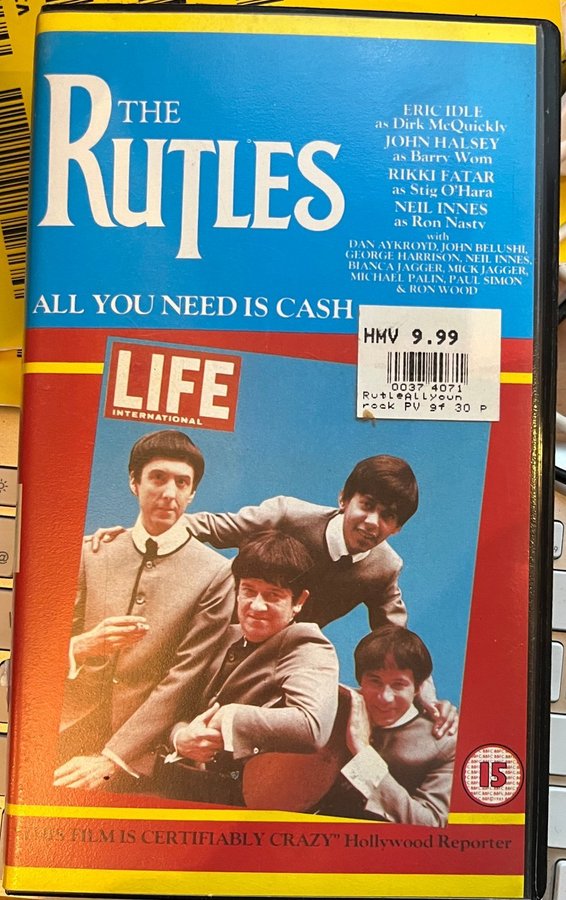 THE
RUTLES
ERIC IDLE
as Dirk McQuickly
JOHN HALSEY
as Barry Wom
RIKKI FATAR
as Stig O'Hara
NEIL INNES
as Ron Nasty
with
DAN AYKROYD, JOHN BELUSHI,
GEORGE HARRISON, NEIL INNES,
BIANCA JAGGER, MICK JAGGER,
MICHAEL PALIN, PAUL SIMON
& RON WOOD
ALL YOU NEED IS CASH
HMV 9.99
0037 4071
RutleAllyoun
rock PV 9f 30 P
LIFE
INTERNATIONAL
15
FILM IS CERTIFIABLY CRAZY" Hollywood Reporter